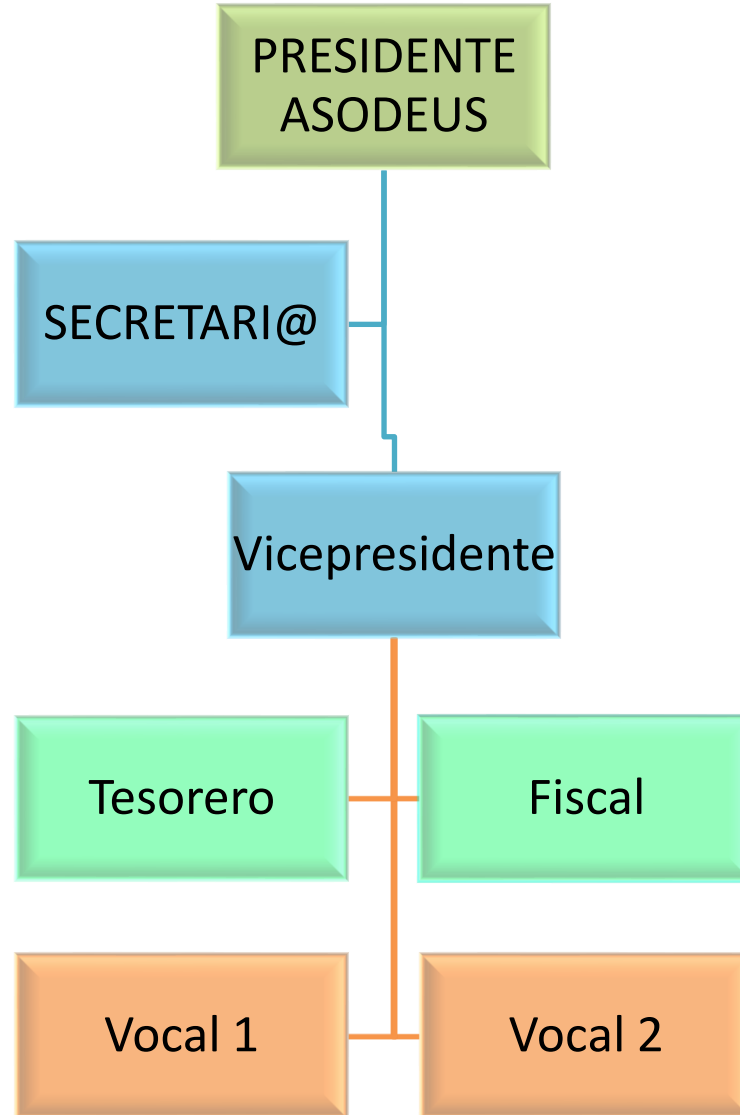 PRESIDENTE
ASODEUS
SECRETARI@
Vicepresidente
Tesorero
Fiscal
Vocal 1
Vocal 2